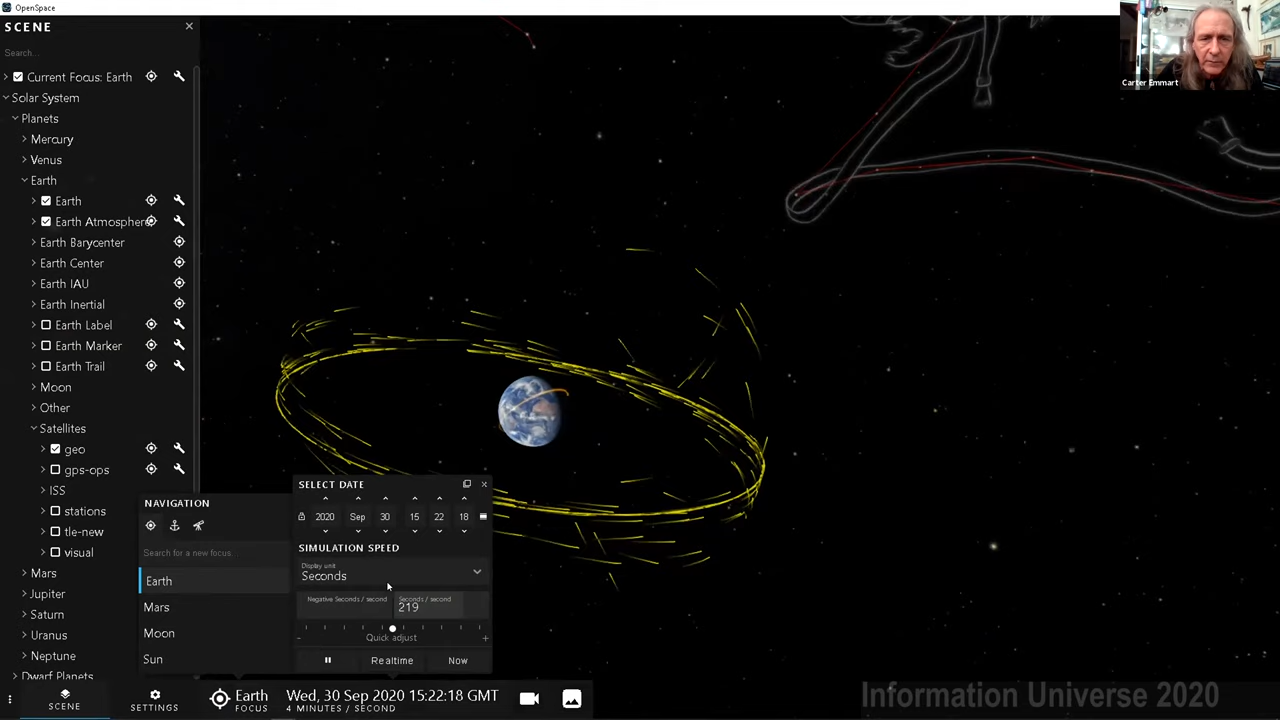 OpenSpace
SCENE
Search...
Current Focus: Earth
Solar System
Planets
Mercury
Venus
Earth
Earth
Earth Atmosphere
Earth Barycenter
Earth Center
Earth IAU
Earth Inertial
Earth Label
Earth Marker
Earth Trail
Moon
Other
Satellites
geo
gps-ops
ISS
stations
tle-new
visual
Mars
Jupiter
Saturn
Uranus
Neptune
Dwarf Planets
SCENE
SETTINGS
NAVIGATION
Search for a new focus...
Earth
Mars
Moon
Sun
SELECT DATE
2020 Sep 30 15 22 18
SIMULATION SPEED
Display unit
Seconds
Negative Seconds / second
Seconds / second
219
- Quick adjust +
Realtime Now
Earth
FOCUS
Wed, 30 Sep 2020 15:22:18 GMT
4 MINUTES / SECOND
Carter Emmart
Information Universe 2020